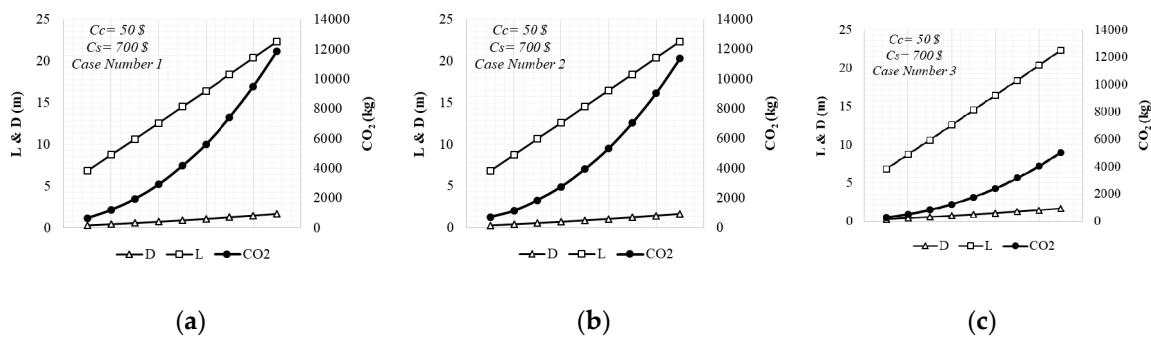 25
20
15
10
5
0
L & D (m)
Cc= 50 $
Cs= 700 $
Case Number 1
14000
12000
10000
8000
6000
4000
2000
0
CO₂ (kg)
D L CO2
(a)
25
20
15
10
5
0
L & D (m)
Cc= 50 $
Cs= 700 $
Case Number 2
14000
12000
10000
8000
6000
4000
2000
0
CO₂ (kg)
D L CO2
(b)
25
20
15
10
5
0
L & D (m)
Cc= 50 $
Cs= 700 $
Case Number 3
14000
12000
10000
8000
6000
4000
2000
0
CO₂ (kg)
D L CO2
(c)